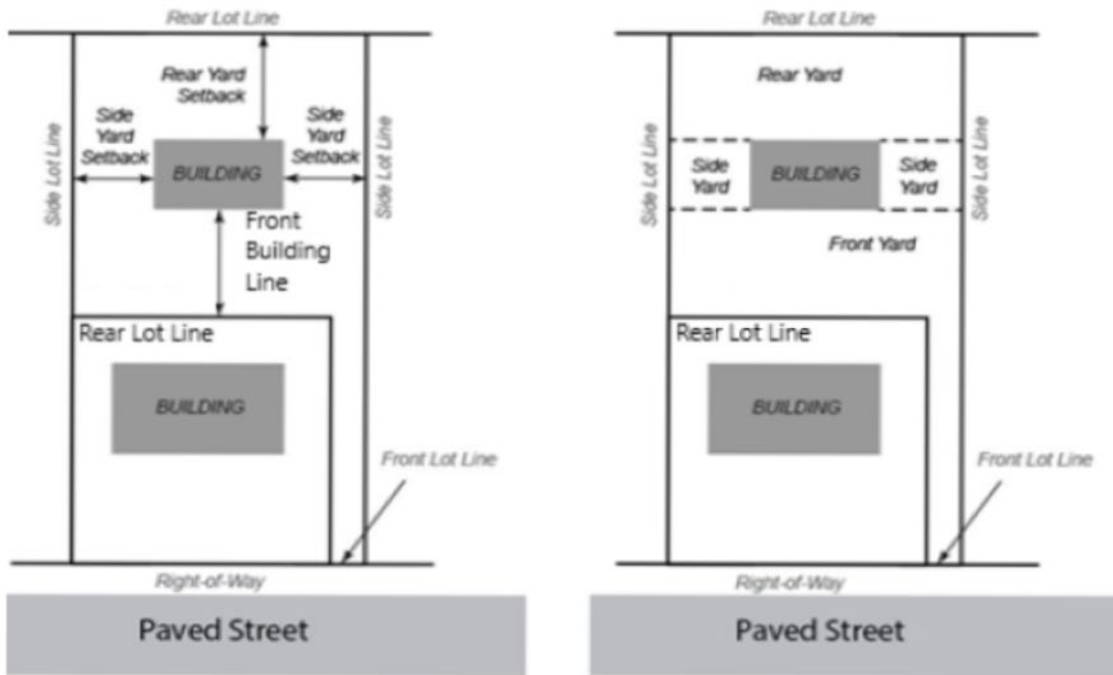 Rear Lot Line
Rear Yard
Setback
Side
Yard
Setback
Side
Yard
Setback
BUILDING
Side Lot Line
Side Lot Line
Front
Building
Line
Rear Lot Line
BUILDING
Front Lot Line
Right-of-Way
Paved Street
Rear Lot Line
Rear Yard
Side
Yard
BUILDING
Side
Yard
Side Lot Line
Side Lot Line
Front Yard
Rear Lot Line
BUILDING
Front Lot Line
Right-of-Way
Paved Street